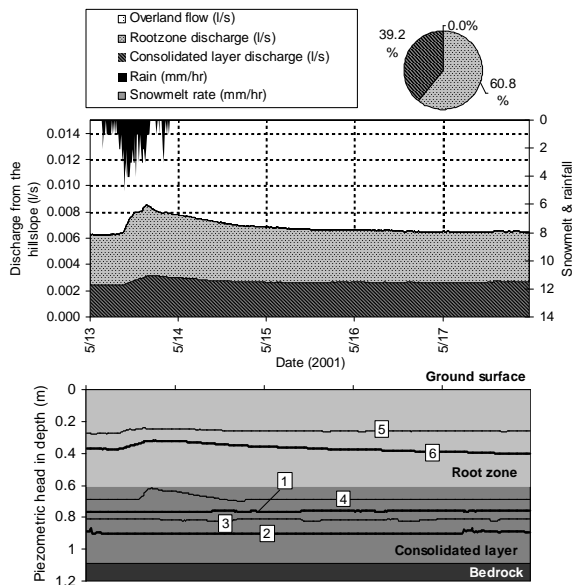 Overland flow (l/s)
Rootzone discharge (l/s)
Consolidated layer discharge (l/s)
Rain (mm/hr)
Snowmelt rate (mm/hr)
39.2
%
0.0%
60.8
%
Discharge from the
hillslope (l/s)
0.014
0.012
0.010
0.008
0.006
0.004
0.002
0.000
0
2
4
6
8
10
12
14
Snowmelt & rainfall
5/13
5/14
5/15
5/16
5/17
Date (2001)
Piezometric head in depth (m)
0
0.2
0.4
0.6
0.8
1
1.2
Ground surface
5
6
Root zone
1
4
3
2
Consolidated layer
Bedrock